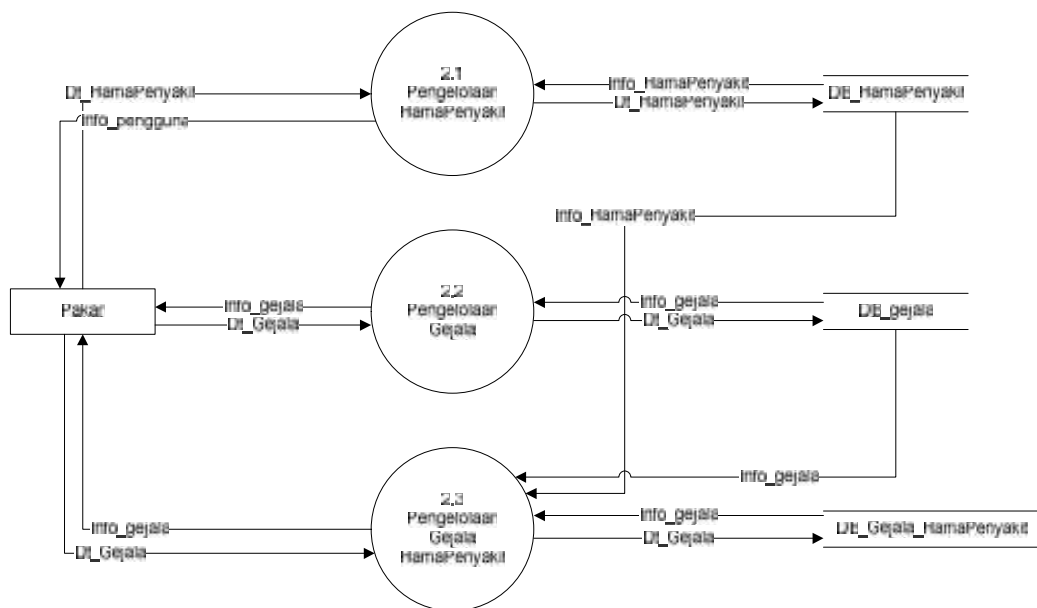 2.1
Pengelolaan
HamaPenyakit
Dt_HamaPenyakit
Info_pengguna
Info_HamaPenyakit
Dt_HamaPenyakit
DB_HamaPenyakit
Info_HamaPenyakit
Pakar
Info_gejala
Dt_Gejala
2.2
Pengelolaan
Gejala
Info_gejala
Dt_Gejala
DB_gejala
Info_gejala
2.3
Pengelolaan
Gejala
HamaPenyakit
Info_gejala
Dt_Gejala
Info_gejala
Dt_Gejala
DB_Gejala_HamaPenyakit